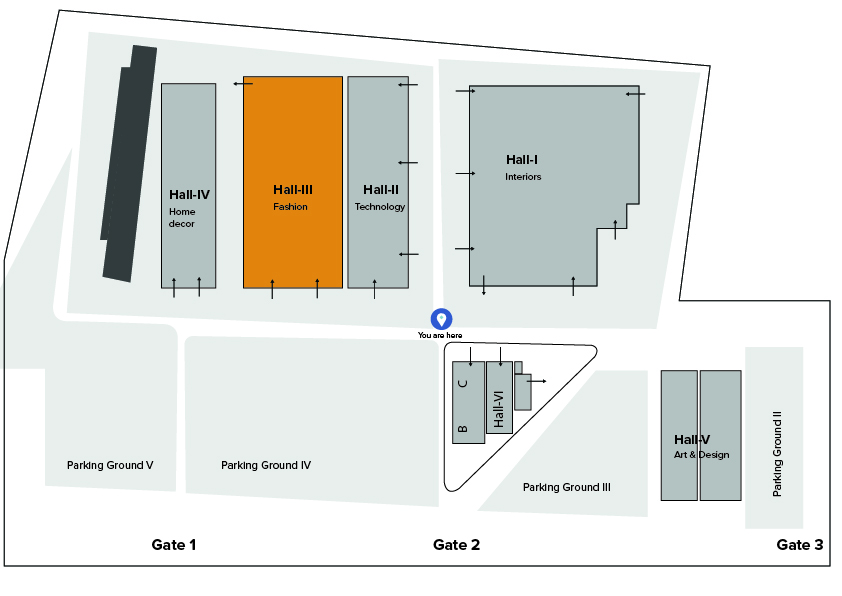 Hall-I
Interiors
Hall-III
Fashion
Hall-II
Technology
Hall-IV
Home
decor
You are here
C
B
Hall-VI
Hall-V
Art & Design
Parking Ground II
Parking Ground V
Parking Ground IV
Parking Ground III
Gate 1
Gate 2
Gate 3